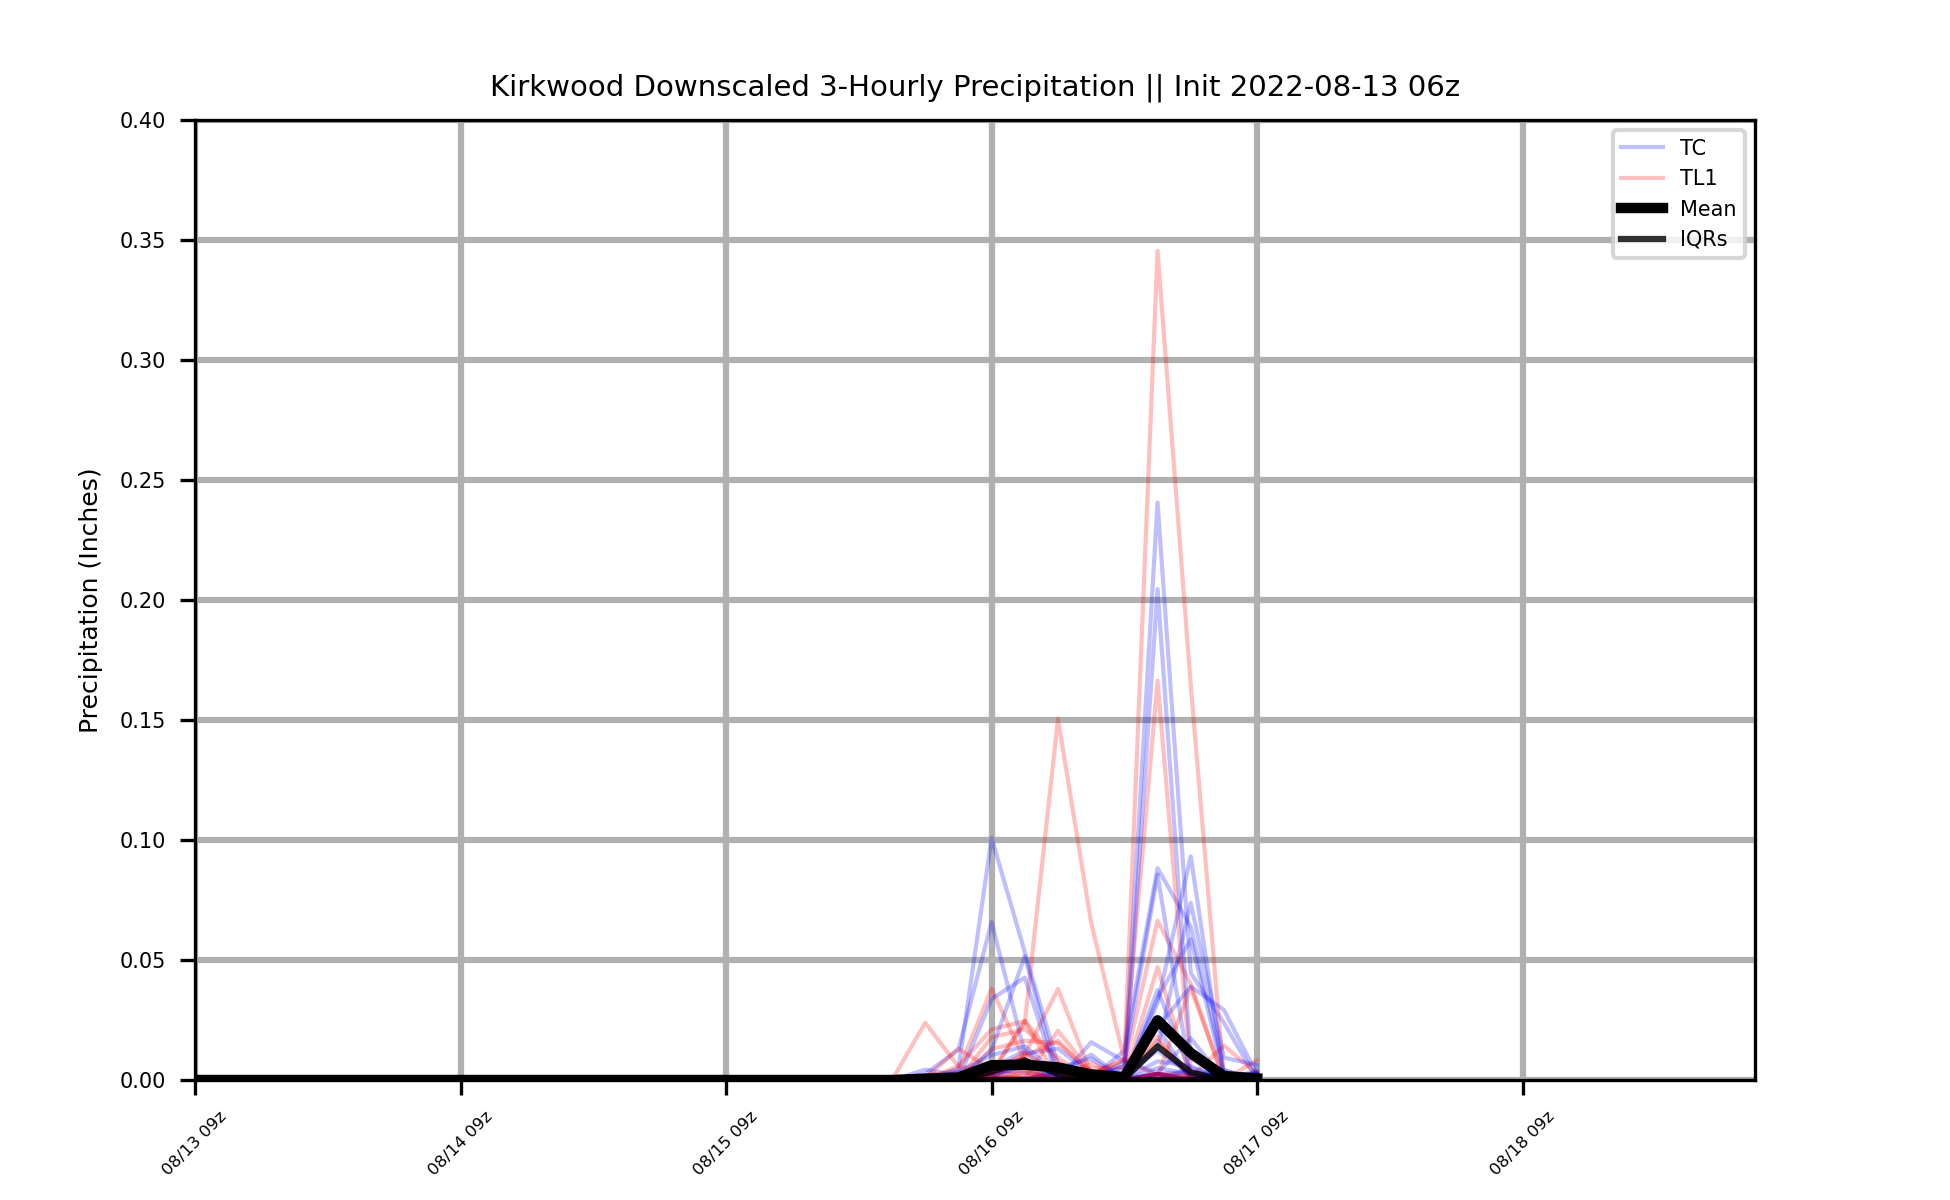 Kirkwood Downscaled 3-Hourly Precipitation || Init 2022-08-13 06z
Precipitation (Inches)
0.40
0.35
0.30
0.25
0.20
0.15
0.10
0.05
0.00
TC
TL1
Mean
IQRs
08/13 09z
08/14 09z
08/15 09z
08/16 09z
08/17 09z
08/18 09z